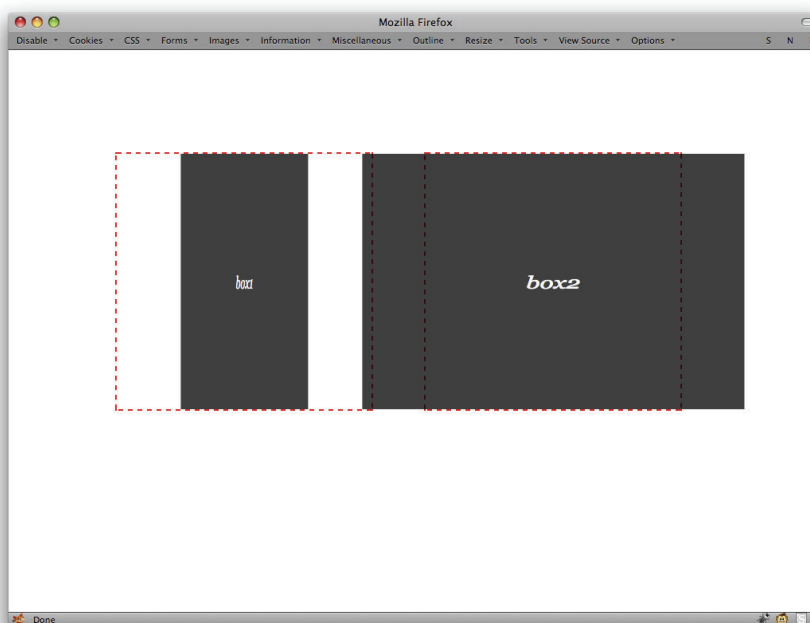 Mozilla Firefox
Disable Cookies CSS Forms Images Information Miscellaneous Outline Resize Tools View Source Options S N
box1 box2
Done